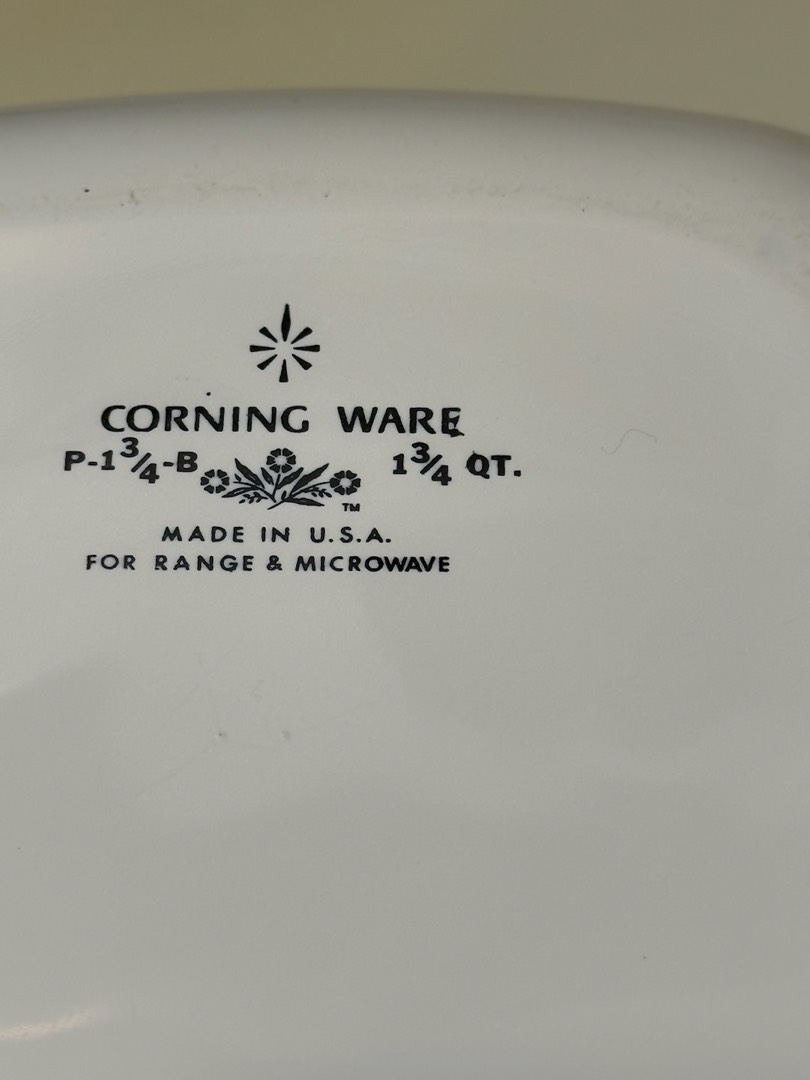 CORNING WARE
P-1¾-B 1¾ QT.
TM
MADE IN U.S.A.
FOR RANGE & MICROWAVE